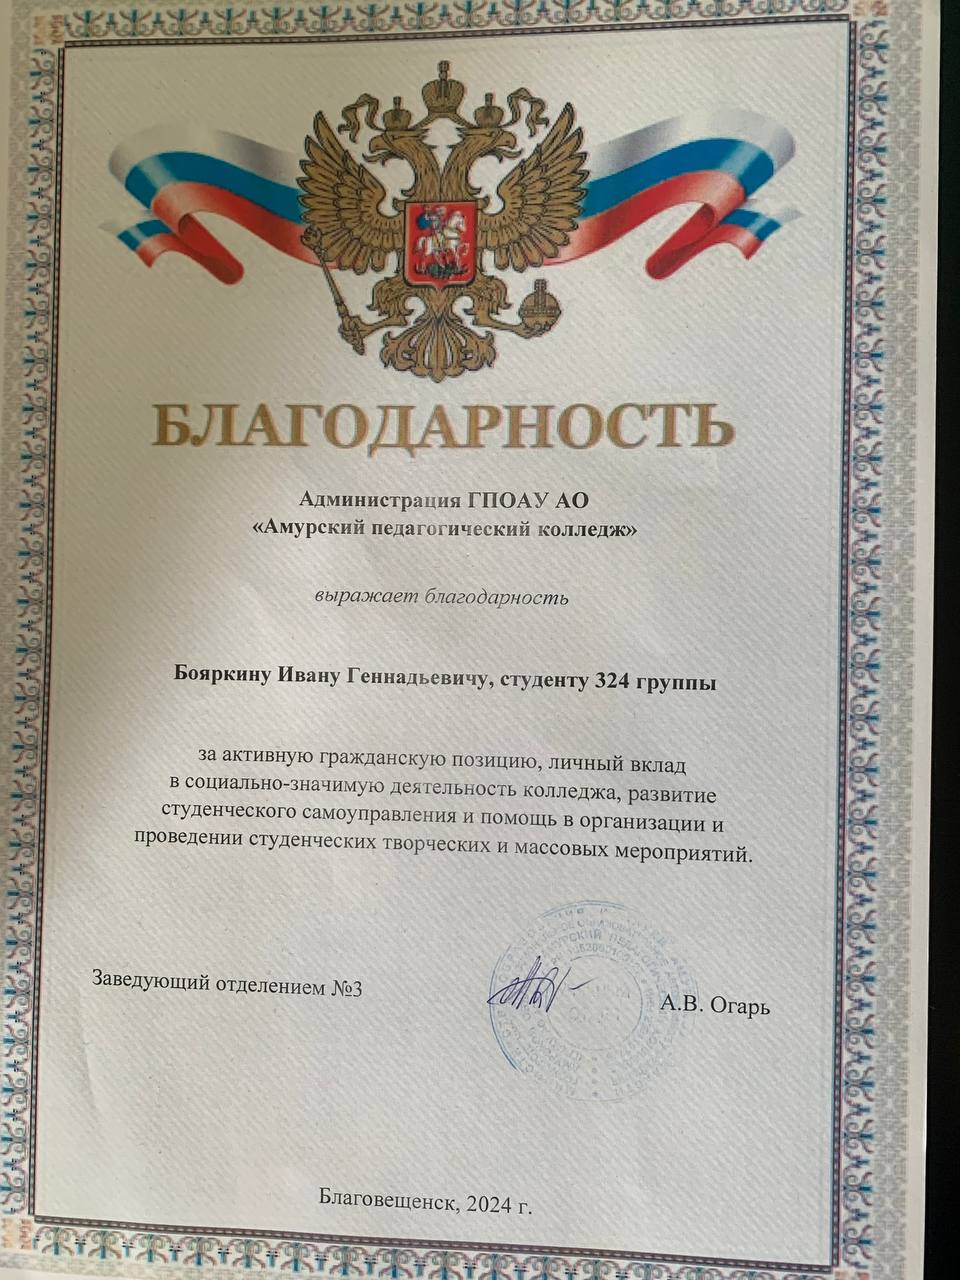 БЛАГОДАРНОСТЬ
Администрация ГПОАУ АО
«Амурский педагогический колледж»
выражает благодарность
Бояркину Ивану Геннадьевичу, студенту 324 группы
за активную гражданскую позицию, личный вклад
в социально-значимую деятельность колледжа, развитие
студенческого самоуправления и помощь в организации и
проведении студенческих творческих и массовых мероприятий.
Заведующий отделением №3
А.В. Огарь
Благовещенск, 2024 г.